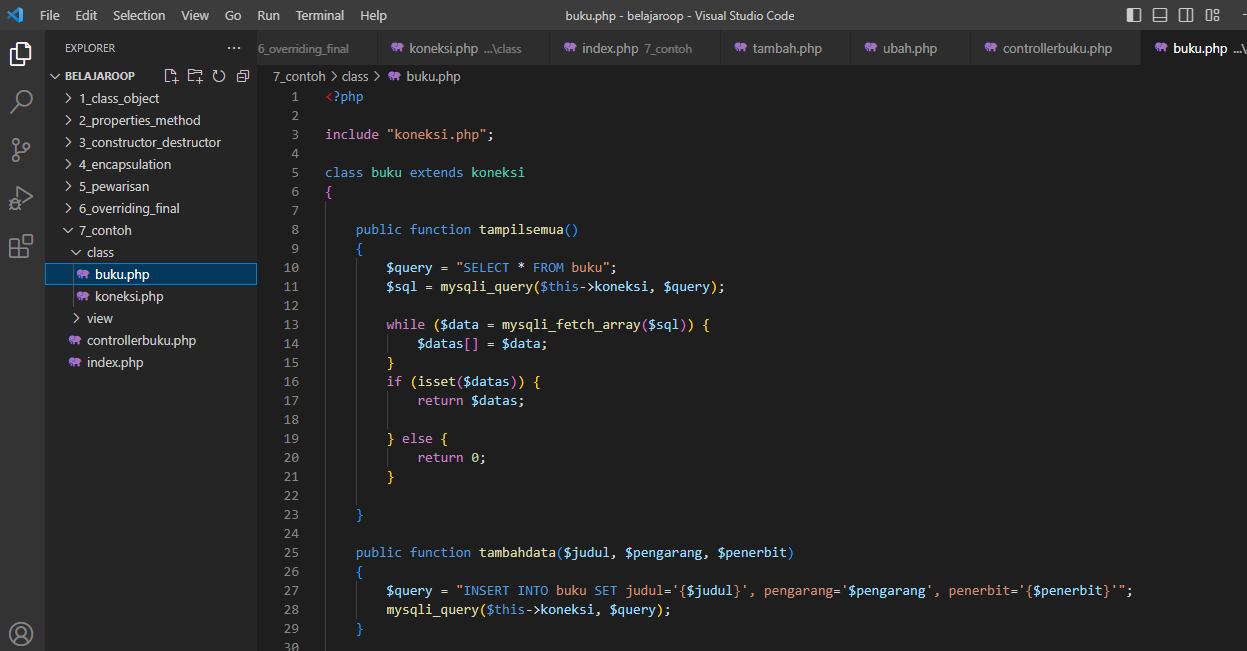 File Edit Selection View Go Run Terminal Help buku.php - belajaroop - Visual Studio Code
EXPLORER ...
6_overriding_final koneksi.php ...\class index.php 7_contoh tambah.php ubah.php controllerbuku.php buku.php ...\
BELAJAROOP
1_class_object
2_properties_method
3_constructor_destructor
4_encapsulation
5_pewarisan
6_overriding_final
7_contoh
class
buku.php
koneksi.php
view
controllerbuku.php
index.php
7_contoh > class > buku.php
1 <?php
2
3 include "koneksi.php";
4
5 class buku extends koneksi
6 {
7
8 public function tampilsemua()
9 {
10 $query = "SELECT * FROM buku";
11 $sql = mysqli_query($this->koneksi, $query);
12
13 while ($data = mysqli_fetch_array($sql)) {
14 $datas[] = $data;
15 }
16 if (isset($datas)) {
17 return $datas;
18
19 } else {
20 return 0;
21 }
22
23 }
24
25 public function tambahdata($judul, $pengarang, $penerbit)
26 {
27 $query = "INSERT INTO buku SET judul='{$judul}', pengarang='$pengarang', penerbit='{$penerbit}'";
28 mysqli_query($this->koneksi, $query);
29 }
30